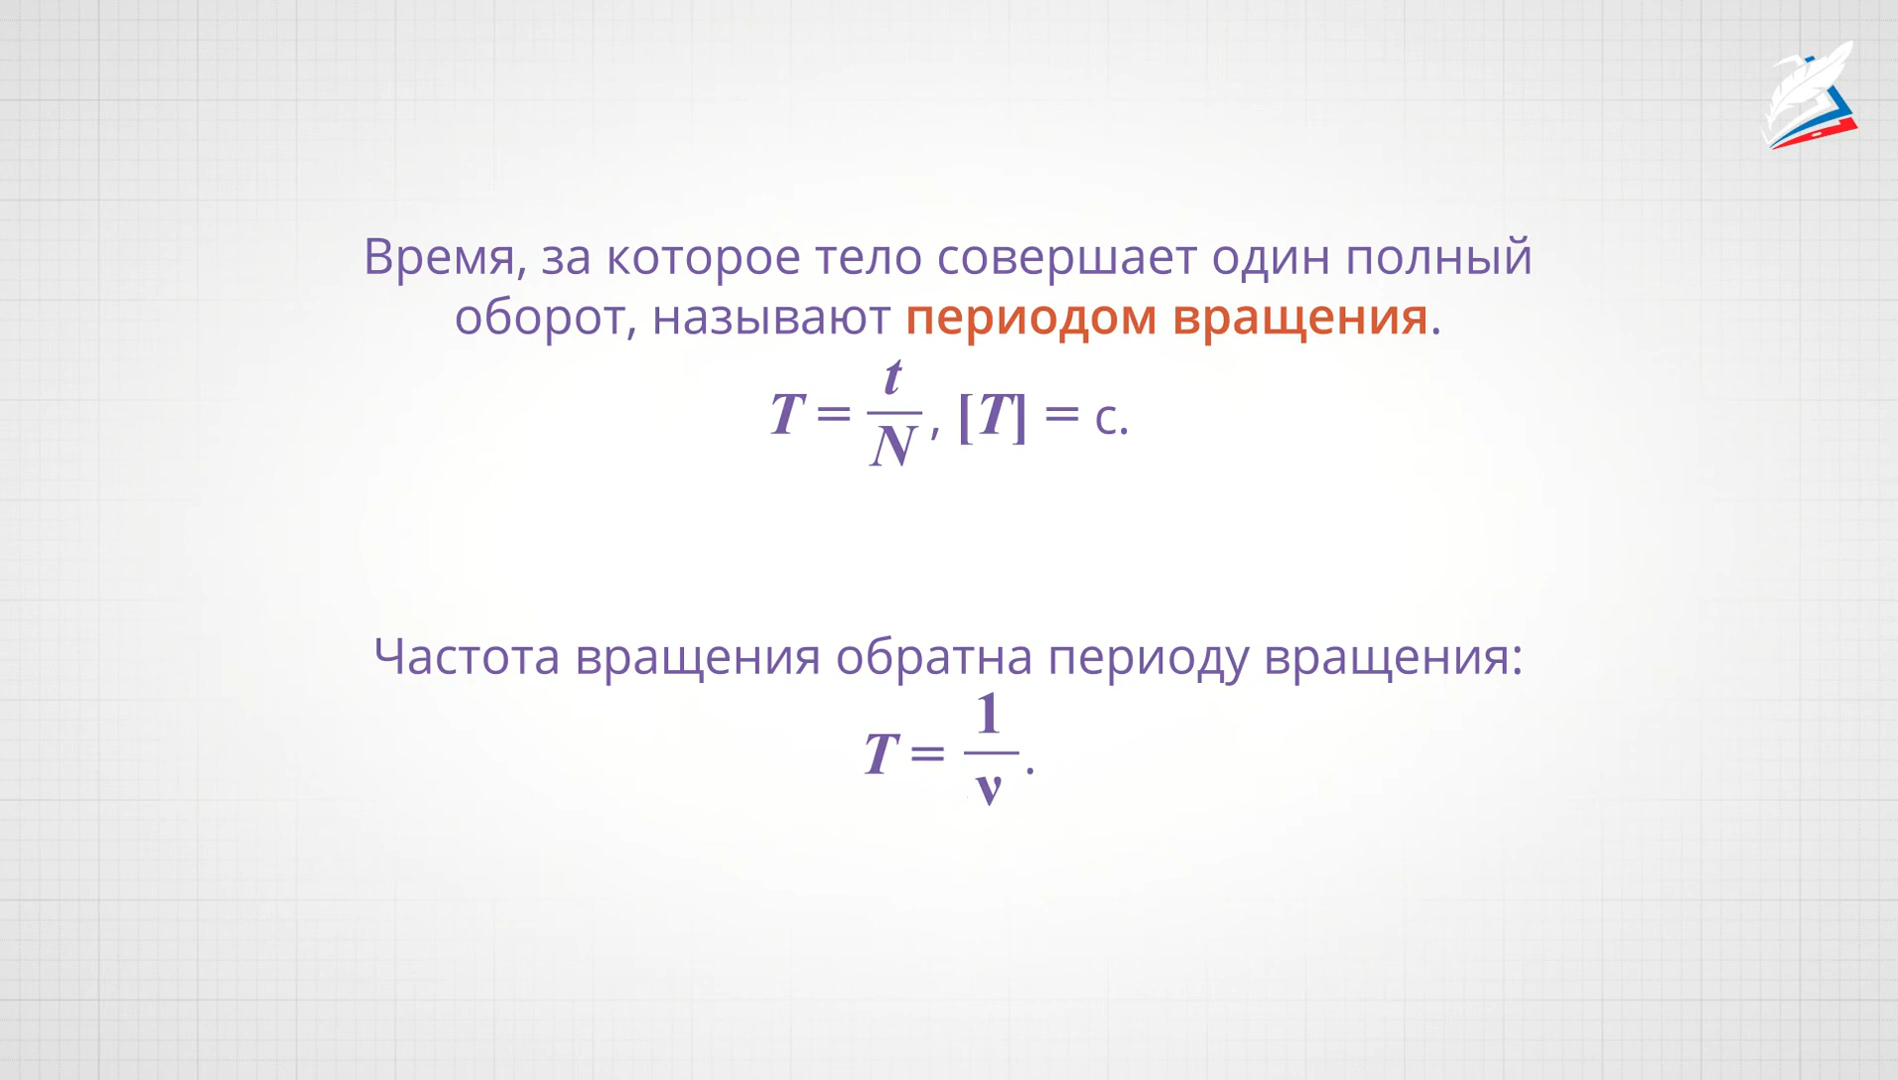 Время, за которое тело совершает один полный
оборот, называют периодом вращения.
T = t/N, [T] = с.
Частота вращения обратна периоду вращения:
T = 1/ν.